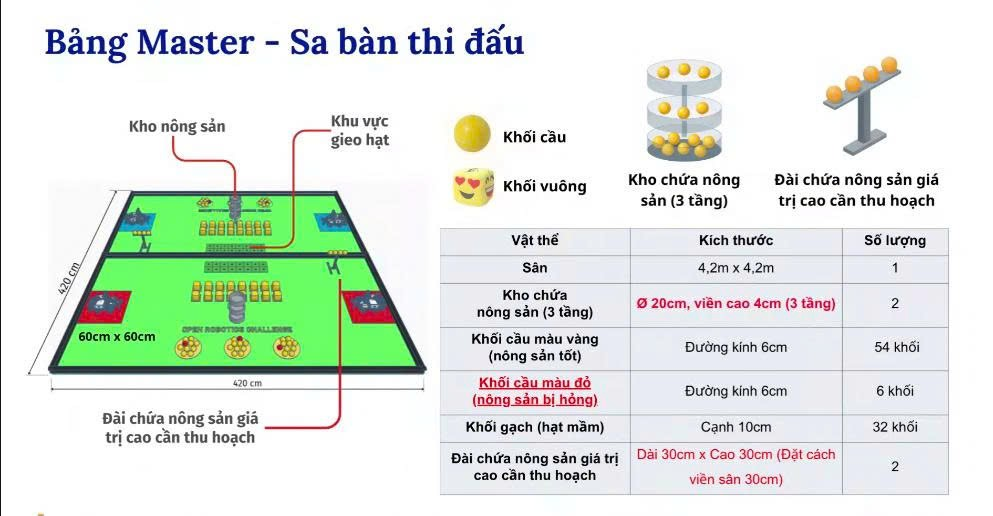 Bảng Master - Sa bàn thi đấu
Kho nông sản
Khu vực
gieo hạt
420 cm
60cm x 60cm
OPEN ROBOTICS CHALLENGE
420 cm
Đài chứa nông sản giá
trị cao cần thu hoạch
Khối cầu
Khối vuông
Kho chứa nông
sản (3 tầng)
Đài chứa nông sản giá
trị cao cần thu hoạch
Vật thể Kích thước Số lượng
Sân 4,2m x 4,2m 1
Kho chứa
nông sản (3 tầng) Ø 20cm, viền cao 4cm (3 tầng) 2
Khối cầu màu vàng
(nông sản tốt) Đường kính 6cm 54 khối
Khối cầu màu đỏ
(nông sản bị hỏng) Đường kính 6cm 6 khối
Khối gạch (hạt mầm) Cạnh 10cm 32 khối
Đài chứa nông sản giá trị
cao cần thu hoạch
Dài 30cm x Cao 30cm (Đặt cách
viền sân 30cm)
2